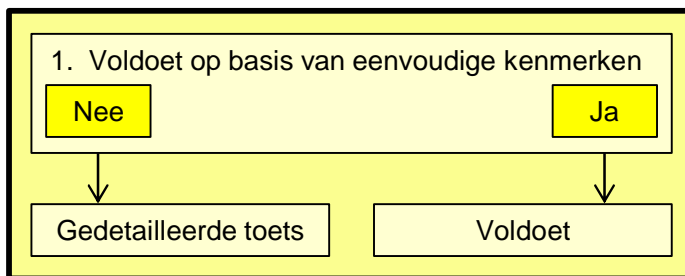 1. Voldoet op basis van eenvoudige kenmerken
Nee
Ja
Gedetailleerde toets
Voldoet